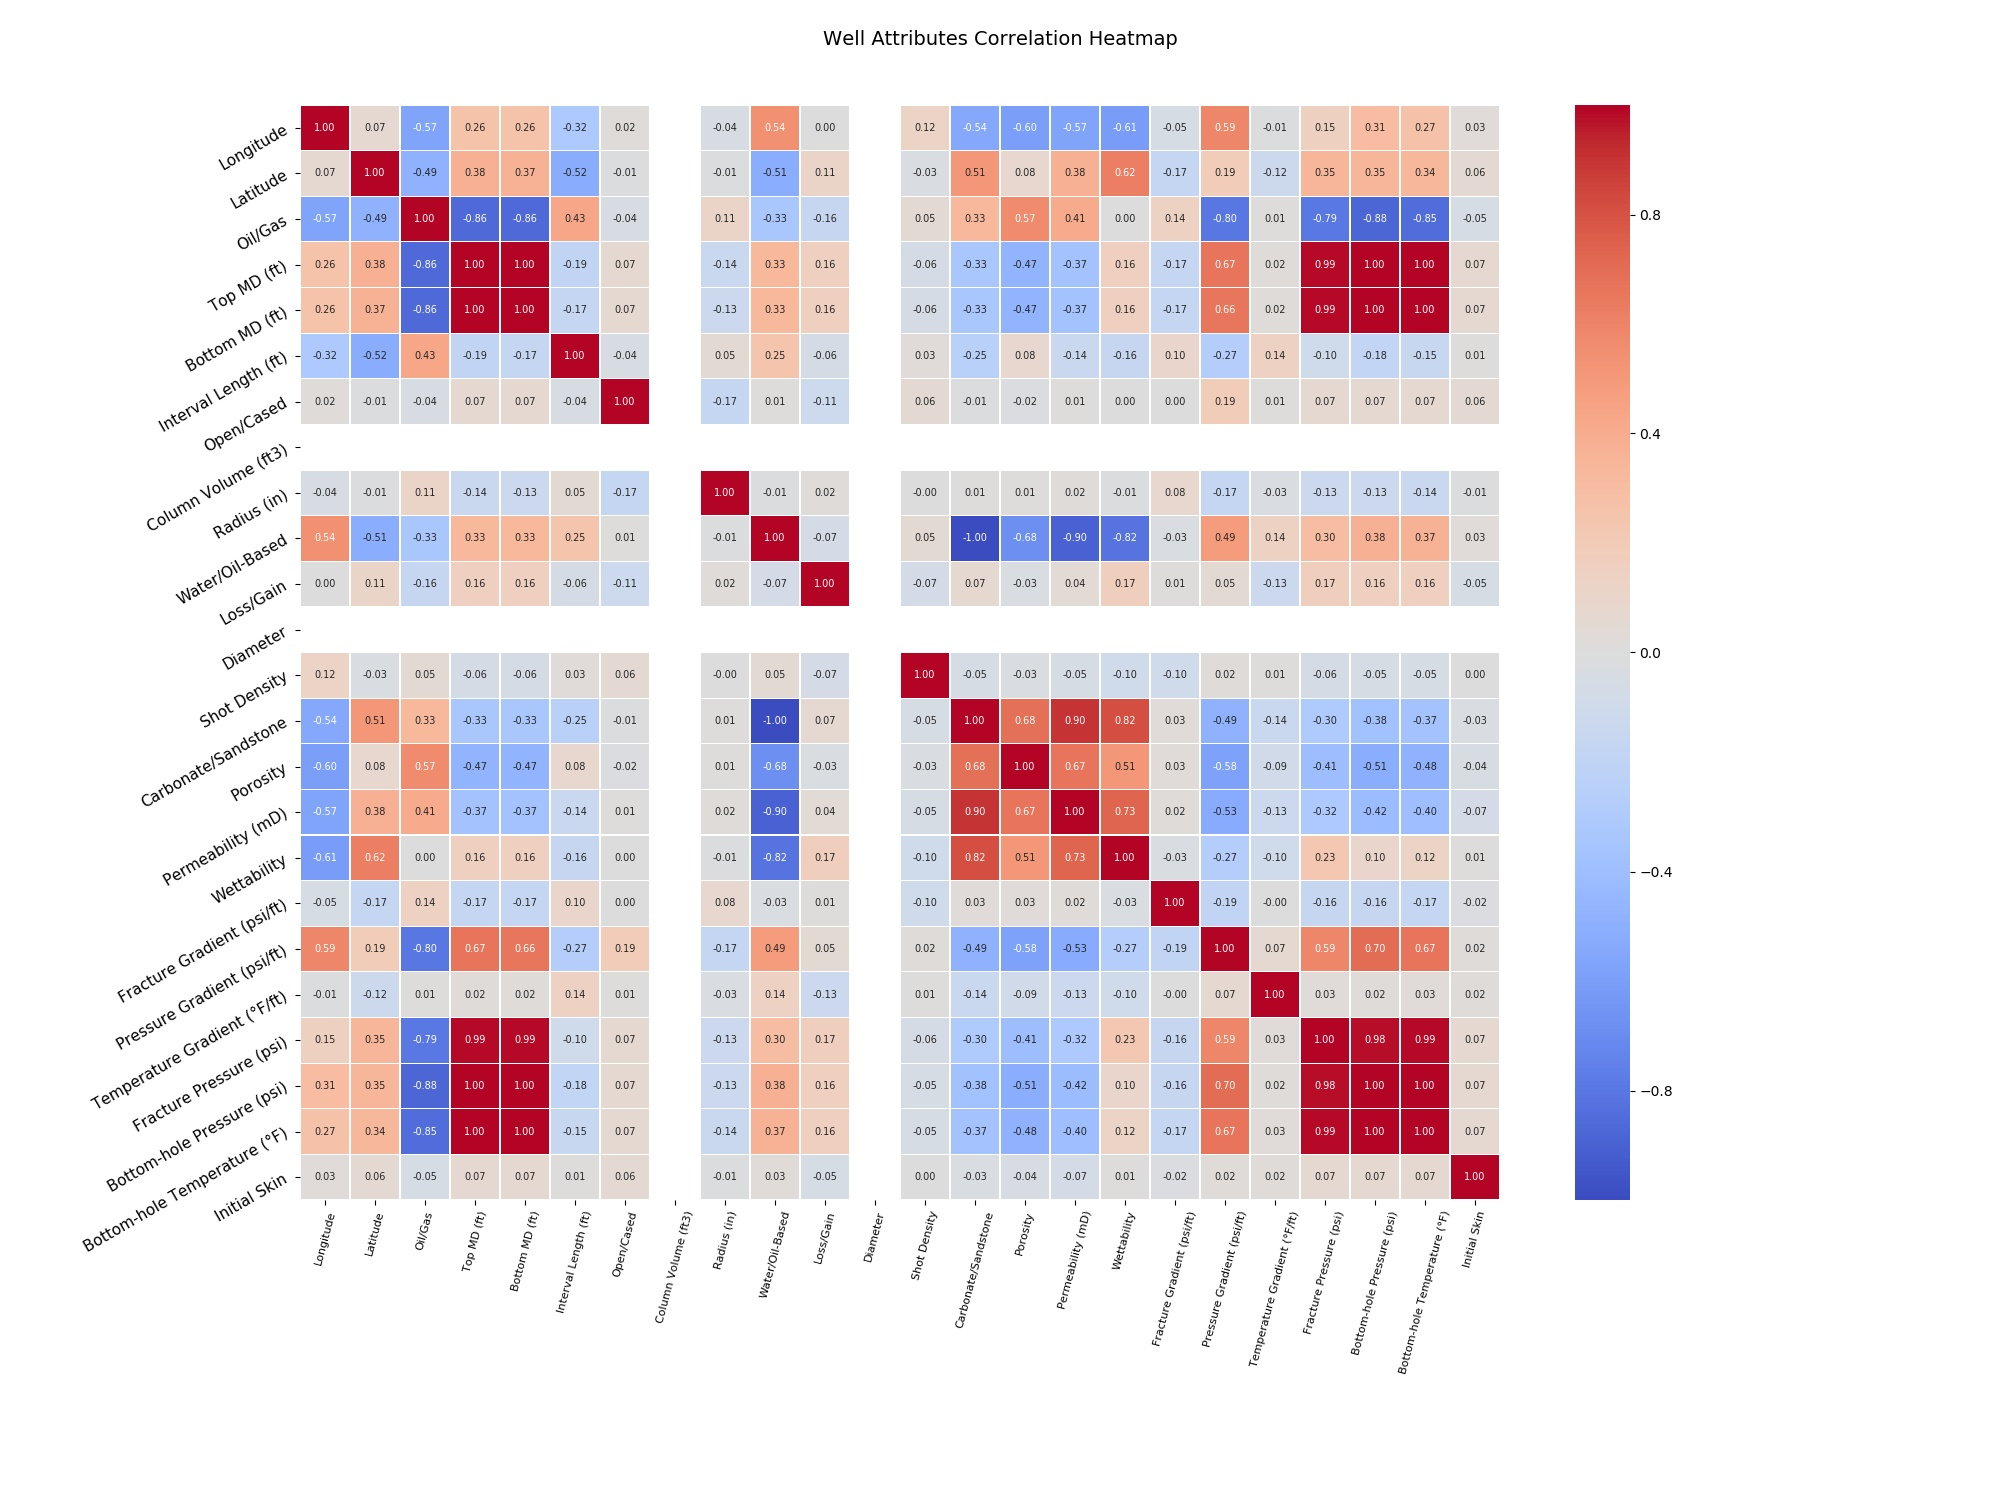 Well Attributes Correlation Heatmap
Longitude 1.00 0.07 -0.57 0.26 0.26 -0.32 0.02 -0.04 0.54 0.00 0.12 -0.54 -0.60 -0.57 -0.61 -0.05 0.59 -0.01 0.15 0.31 0.27 0.03
Latitude 0.07 1.00 -0.49 0.38 0.37 -0.52 -0.01 -0.01 -0.51 0.11 -0.03 0.51 0.08 0.38 0.62 -0.17 0.19 -0.12 0.35 0.35 0.34 0.06
Oil/Gas -0.57 -0.49 1.00 -0.86 -0.86 0.43 -0.04 0.11 -0.33 -0.16 0.05 0.33 0.57 0.41 0.00 0.14 -0.80 0.01 -0.79 -0.88 -0.85 -0.05
Top MD (ft) 0.26 0.38 -0.86 1.00 1.00 -0.19 0.07 -0.14 0.33 0.16 -0.06 -0.33 -0.47 -0.37 0.16 -0.17 0.67 0.02 0.99 1.00 1.00 0.07
Bottom MD (ft) 0.26 0.37 -0.86 1.00 1.00 -0.17 0.07 -0.13 0.33 0.16 -0.06 -0.33 -0.47 -0.37 0.16 -0.17 0.66 0.02 0.99 1.00 1.00 0.07
Interval Length (ft) -0.32 -0.52 0.43 -0.19 -0.17 1.00 -0.04 0.05 0.25 -0.06 0.03 -0.25 0.08 -0.14 -0.16 0.10 -0.27 0.14 -0.10 -0.18 -0.15 0.01
Open/Cased 0.02 -0.01 -0.04 0.07 0.07 -0.04 1.00 -0.17 0.01 -0.11 0.06 -0.01 -0.02 0.01 0.00 0.00 0.19 0.01 0.07 0.07 0.07 0.06
Column Volume (ft3)
Radius (in) -0.04 -0.01 0.11 -0.14 -0.13 0.05 -0.17 1.00 -0.01 0.02 -0.00 0.01 0.01 0.02 -0.01 0.08 -0.17 -0.03 -0.13 -0.13 -0.14 -0.01
Water/Oil-Based 0.54 -0.51 -0.33 0.33 0.33 0.25 0.01 -0.01 1.00 -0.07 0.05 -1.00 -0.68 -0.90 -0.82 -0.03 0.49 0.14 0.30 0.38 0.37 0.03
Loss/Gain 0.00 0.11 -0.16 0.16 0.16 -0.06 -0.11 0.02 -0.07 1.00 -0.07 0.07 -0.03 0.04 0.17 0.01 0.05 -0.13 0.17 0.16 0.16 -0.05
Diameter
Shot Density 0.12 -0.03 0.05 -0.06 -0.06 0.03 0.06 -0.00 0.05 -0.07 1.00 -0.05 -0.03 -0.05 -0.10 -0.10 0.02 0.01 -0.06 -0.05 -0.05 0.00
Carbonate/Sandstone -0.54 0.51 0.33 -0.33 -0.33 -0.25 -0.01 0.01 -1.00 0.07 -0.05 1.00 0.68 0.90 0.82 0.03 -0.49 -0.14 -0.30 -0.38 -0.37 -0.03
Porosity -0.60 0.08 0.57 -0.47 -0.47 0.08 -0.02 0.01 -0.68 -0.03 -0.03 0.68 1.00 0.67 0.51 0.03 -0.58 -0.09 -0.41 -0.51 -0.48 -0.04
Permeability (mD) -0.57 0.38 0.41 -0.37 -0.37 -0.14 0.01 0.02 -0.90 0.04 -0.05 0.90 0.67 1.00 0.73 0.02 -0.53 -0.13 -0.32 -0.42 -0.40 -0.07
Wettability -0.61 0.62 0.00 0.16 0.16 -0.16 0.00 -0.01 -0.82 0.17 -0.10 0.82 0.51 0.73 1.00 -0.03 -0.27 -0.10 0.23 0.10 0.12 0.01
Fracture Gradient (psi/ft) -0.05 -0.17 0.14 -0.17 -0.17 0.10 0.00 0.08 -0.03 0.01 -0.10 0.03 0.03 0.02 -0.03 1.00 -0.19 -0.00 -0.16 -0.16 -0.17 -0.02
Pressure Gradient (psi/ft) 0.59 0.19 -0.80 0.67 0.66 -0.27 0.19 -0.17 0.49 0.05 0.02 -0.49 -0.58 -0.53 -0.27 -0.19 1.00 0.07 0.59 0.70 0.67 0.02
Temperature Gradient (°F/ft) -0.01 -0.12 0.01 0.02 0.02 0.14 0.01 -0.03 0.14 -0.13 0.01 -0.14 -0.09 -0.13 -0.10 -0.00 0.07 1.00 0.03 0.02 0.03 0.02
Fracture Pressure (psi) 0.15 0.35 -0.79 0.99 0.99 -0.10 0.07 -0.13 0.30 0.17 -0.06 -0.30 -0.41 -0.32 0.23 -0.16 0.59 0.03 1.00 0.98 0.99 0.07
Bottom-hole Pressure (psi) 0.31 0.35 -0.88 1.00 1.00 -0.18 0.07 -0.13 0.38 0.16 -0.05 -0.38 -0.51 -0.42 0.10 -0.16 0.70 0.02 0.98 1.00 1.00 0.07
Bottom-hole Temperature (°F) 0.27 0.34 -0.85 1.00 1.00 -0.15 0.07 -0.14 0.37 0.16 -0.05 -0.37 -0.48 -0.40 0.12 -0.17 0.67 0.03 0.99 1.00 1.00 0.07
Initial Skin 0.03 0.06 -0.05 0.07 0.07 0.01 0.06 -0.01 0.03 -0.05 0.00 -0.03 -0.04 -0.07 0.01 -0.02 0.02 0.02 0.07 0.07 0.07 1.00
Longitude
Latitude
Oil/Gas
Top MD (ft)
Bottom MD (ft)
Interval Length (ft)
Open/Cased
Column Volume (ft3)
Radius (in)
Water/Oil-Based
Loss/Gain
Diameter
Shot Density
Carbonate/Sandstone
Porosity
Permeability (mD)
Wettability
Fracture Gradient (psi/ft)
Pressure Gradient (psi/ft)
Temperature Gradient (°F/ft)
Fracture Pressure (psi)
Bottom-hole Pressure (psi)
Bottom-hole Temperature (°F)
Initial Skin
0.8
0.4
0.0
−0.4
−0.8